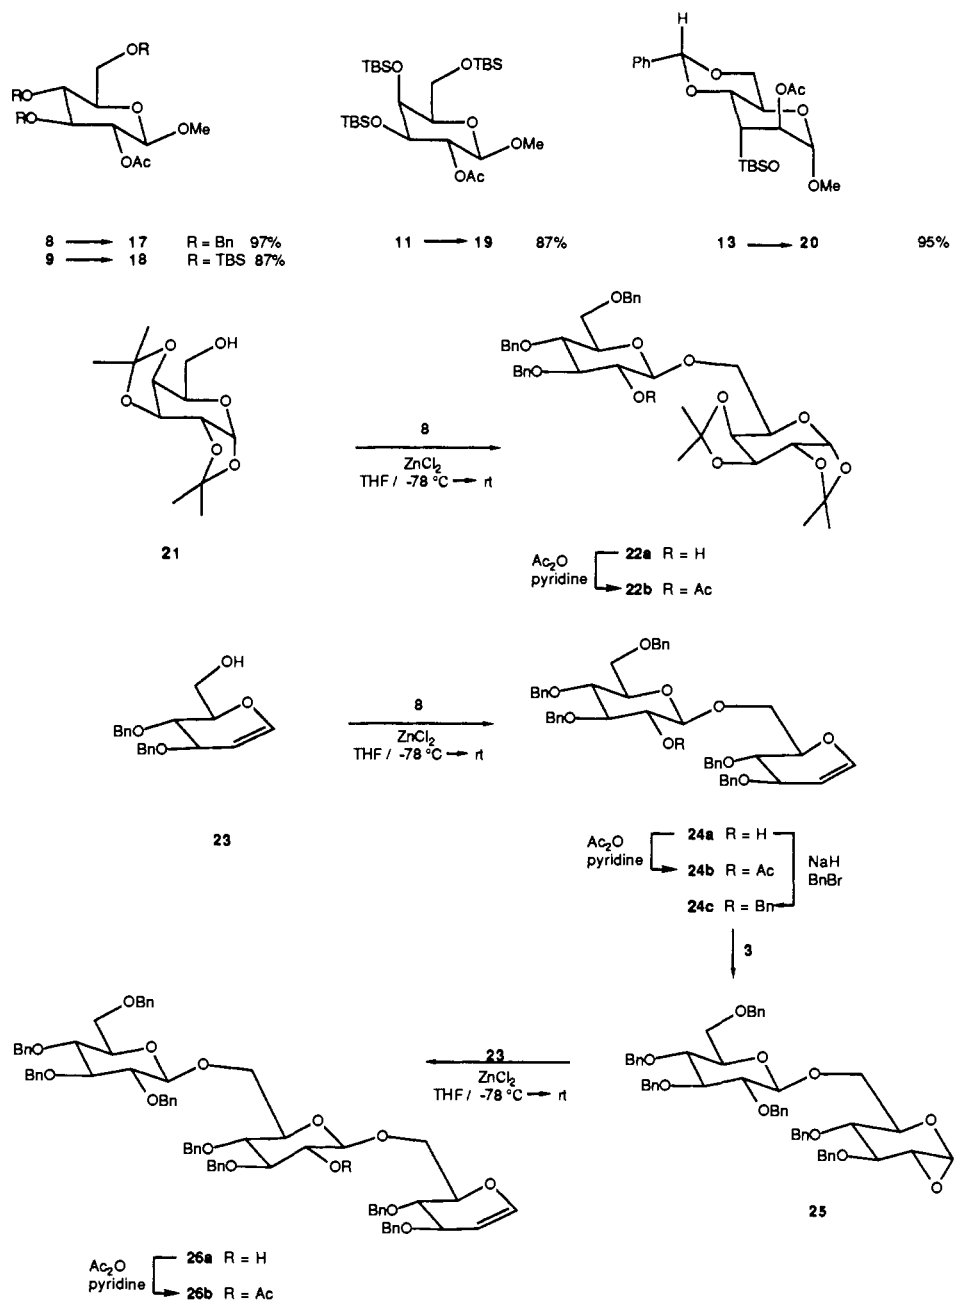 OR
RO
RO
O
OMe
OAc
TBSO
OTBS
TBSO
O
OMe
OAc
H
Ph
O
O
OAc
O
TBSO
OMe
8 → 17 R = Bn 97%
9 → 18 R = TBS 87%
11 → 19 87%
13 → 20 95%
O
OH
O
O
O
O
21
8
ZnCl2
THF / -78 °C → rt
OBn
BnO
BnO
O
O
OR
O
O
O
O
O
22a R = H
22b R = Ac
Ac2O
pyridine
OH
O
BnO
BnO
23
8
ZnCl2
THF / -78 °C → rt
OBn
BnO
BnO
O
O
OR
O
BnO
BnO
24a R = H
24b R = Ac
24c R = Bn
Ac2O
pyridine
NaH
BnBr
3
OBn
BnO
BnO
O
O
OBn
BnO
BnO
O
OR
O
O
BnO
BnO
23
ZnCl2
THF / -78 °C → rt
OBn
BnO
BnO
O
O
OBn
BnO
BnO
O
O
25
26a R = H
26b R = Ac
Ac2O
pyridine